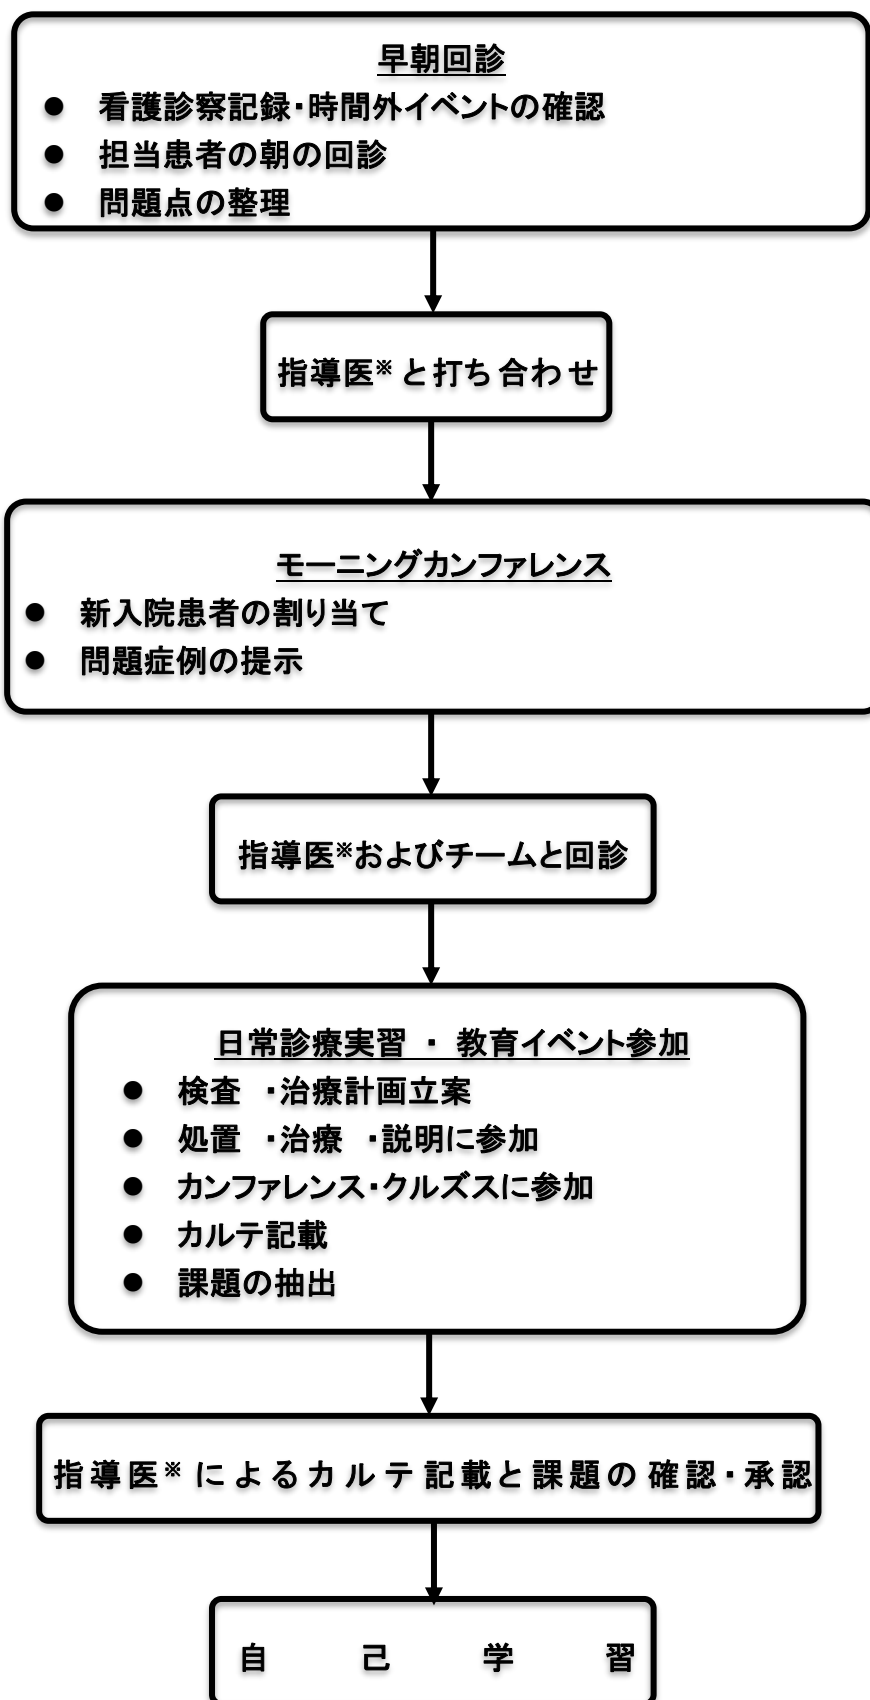 早朝回診
● 看護診察記録・時間外イベントの確認
● 担当患者の朝の回診
● 問題点の整理
指導医※と打ち合わせ
モーニングカンファレンス
● 新入院患者の割り当て
● 問題症例の提示
指導医※およびチームと回診
日常診療実習 ・ 教育イベント参加
● 検査 ・治療計画立案
● 処置 ・治療 ・説明に参加
● カンファレンス・クルズスに参加
● カルテ記載
● 課題の抽出
指導医※によるカルテ記載と課題の確認・承認
自 己 学 習